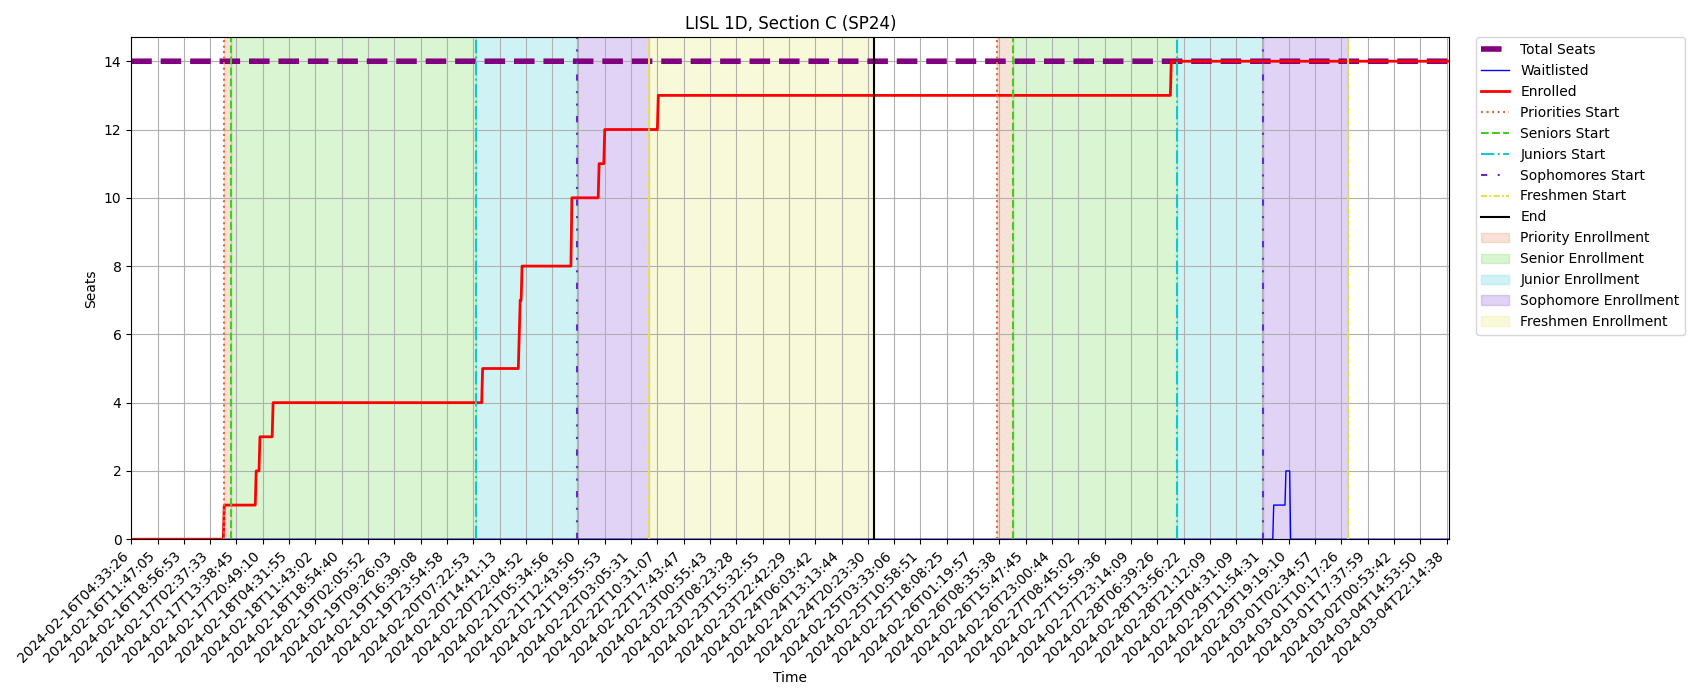 LISL 1D, Section C (SP24)
Seats
14
12
10
8
6
4
2
0
2024-02-16T04:33:26
2024-02-16T11:47:05
2024-02-16T18:56:53
2024-02-17T02:37:33
2024-02-17T13:38:45
2024-02-17T20:49:10
2024-02-18T04:31:55
2024-02-18T11:43:02
2024-02-18T18:54:40
2024-02-19T02:05:52
2024-02-19T09:26:03
2024-02-19T16:39:08
2024-02-19T23:54:58
2024-02-20T07:22:53
2024-02-20T14:41:13
2024-02-20T22:04:52
2024-02-21T05:34:56
2024-02-21T12:43:50
2024-02-21T19:55:53
2024-02-22T03:05:31
2024-02-22T10:31:07
2024-02-22T17:43:47
2024-02-23T00:55:43
2024-02-23T08:23:28
2024-02-23T15:32:55
2024-02-23T22:42:29
2024-02-24T06:03:42
2024-02-24T13:13:44
2024-02-24T20:23:30
2024-02-25T03:33:06
2024-02-25T10:58:51
2024-02-25T18:08:25
2024-02-26T01:19:57
2024-02-26T08:35:38
2024-02-26T15:47:45
2024-02-26T23:00:44
2024-02-27T08:45:02
2024-02-27T15:59:36
2024-02-27T23:14:09
2024-02-28T06:39:26
2024-02-28T13:56:22
2024-02-28T21:12:09
2024-02-29T04:31:09
2024-02-29T11:54:31
2024-02-29T19:19:10
2024-03-01T02:34:57
2024-03-01T10:17:26
2024-03-01T17:37:59
2024-03-02T00:53:42
2024-03-04T14:53:50
2024-03-04T22:14:38
Time
Total Seats
Waitlisted
Enrolled
Priorities Start
Seniors Start
Juniors Start
Sophomores Start
Freshmen Start
End
Priority Enrollment
Senior Enrollment
Junior Enrollment
Sophomore Enrollment
Freshmen Enrollment